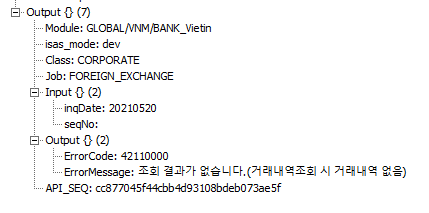 Output {} (7)
Module: GLOBAL/VNM/BANK_Vietin
isas_mode: dev
Class: CORPORATE
Job: FOREIGN_EXCHANGE
Input {} (2)
inqDate: 20210520
seqNo:
Output {} (2)
ErrorCode: 42110000
ErrorMessage: 조회 결과가 없습니다.(거래내역조회 시 거래내역 없음)
API_SEQ: cc877045f44cbb4d93108bdeb073ae5f